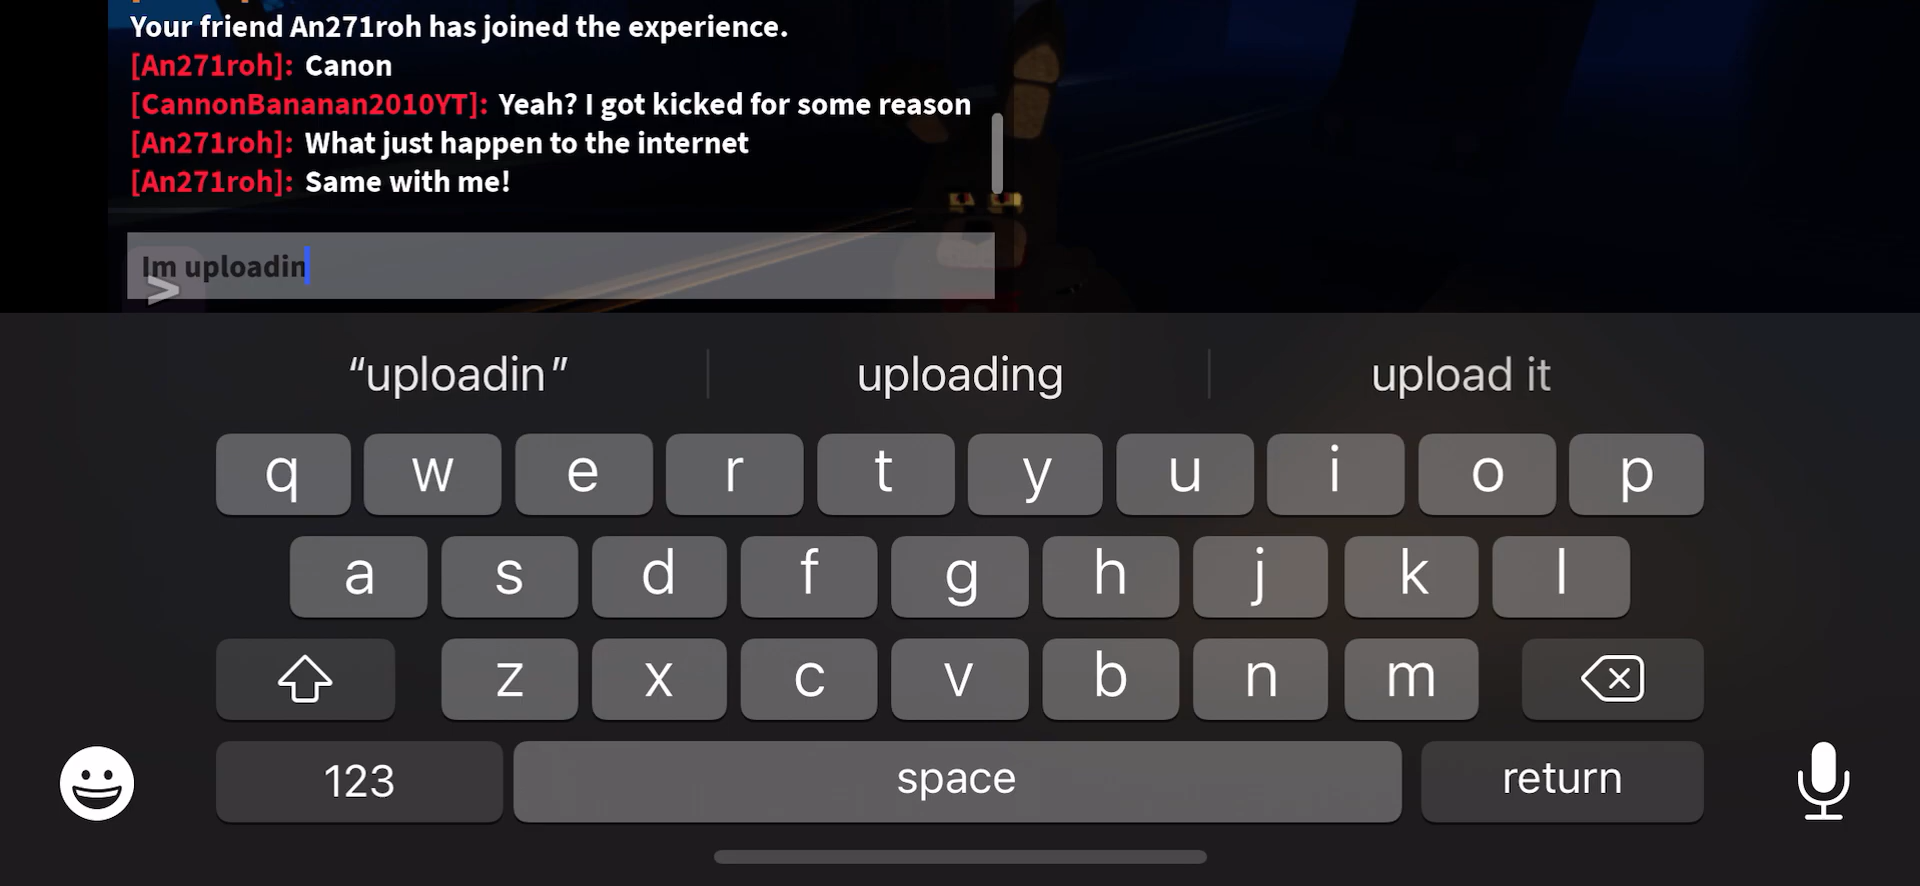 Your friend An271roh has joined the experience.
[An271roh]: Canon
[CannonBananan2010YT]: Yeah? I got kicked for some reason
[An271roh]: What just happen to the internet
[An271roh]: Same with me!
Im uploadin
>
“uploadin” uploading upload it
q w e r t y u i o p
a s d f g h j k l
z x c v b n m
123 space return